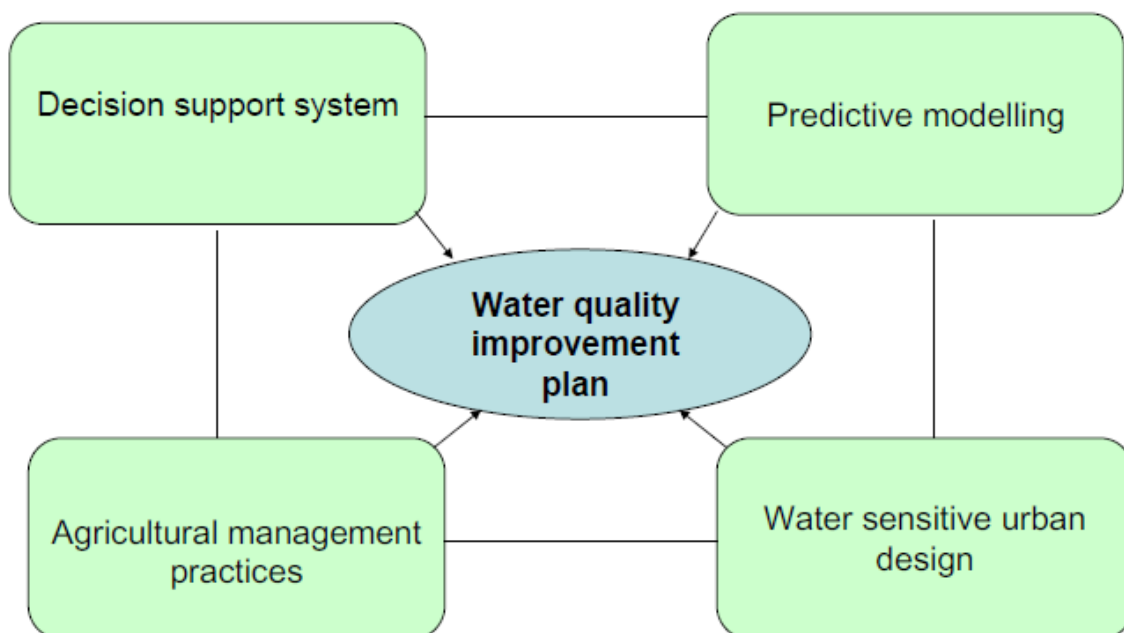 Decision support system
Predictive modelling
Water quality
improvement
plan
Agricultural management
practices
Water sensitive urban
design